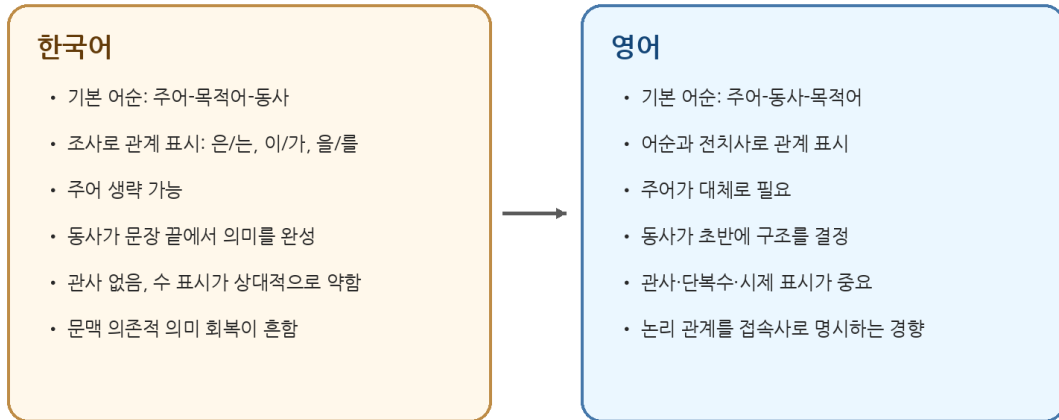 한국어
• 기본 어순: 주어-목적어-동사
• 조사로 관계 표시: 은/는, 이/가, 을/를
• 주어 생략 가능
• 동사가 문장 끝에서 의미를 완성
• 관사 없음, 수 표시가 상대적으로 약함
• 문맥 의존적 의미 회복이 흔함
영어
• 기본 어순: 주어-동사-목적어
• 어순과 전치사로 관계 표시
• 주어가 대체로 필요
• 동사가 초반에 구조를 결정
• 관사·단복수·시제 표시가 중요
• 논리 관계를 접속사로 명시하는 경향